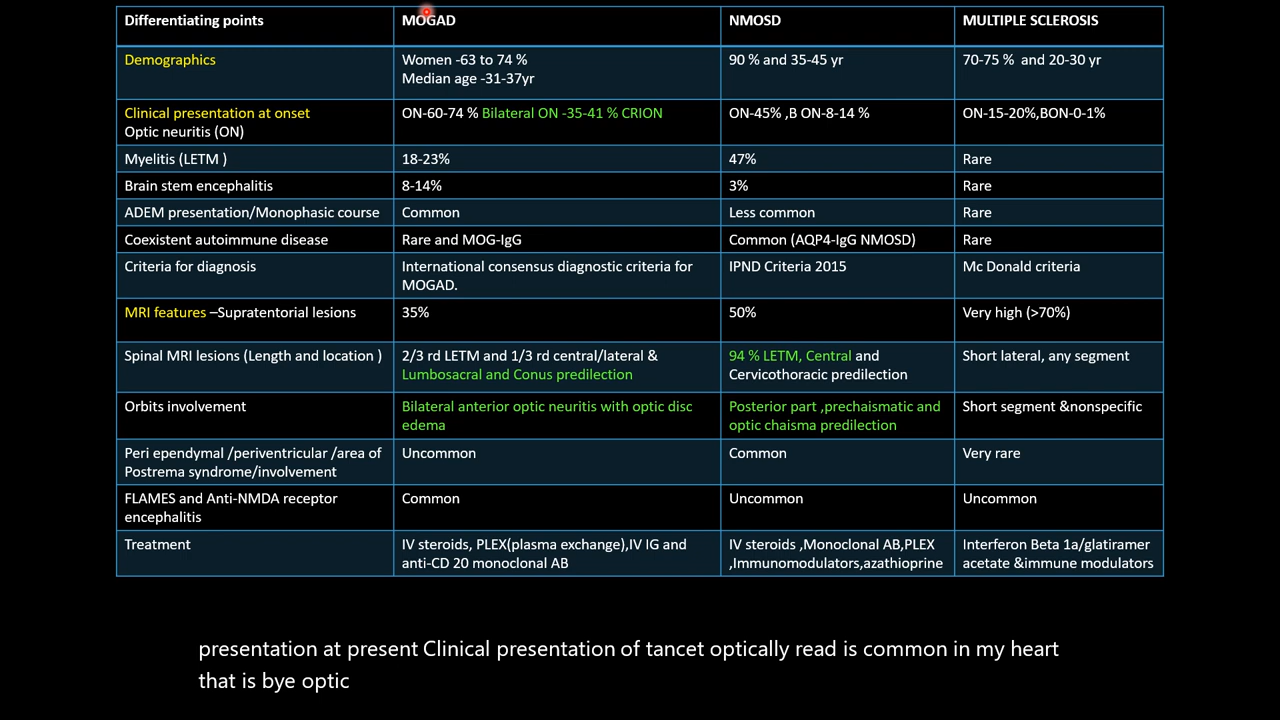 Differentiating points MOGAD NMOSD MULTIPLE SCLEROSIS
Demographics Women -63 to 74 % 90 % and 35-45 yr 70-75 % and 20-30 yr
Median age -31-37yr
Clinical presentation at onset ON-60-74 % Bilateral ON -35-41 % CRION ON-45% ,B ON-8-14 % ON-15-20%,BON-0-1%
Optic neuritis (ON)
Myelitis (LETM ) 18-23% 47% Rare
Brain stem encephalitis 8-14% 3% Rare
ADEM presentation/Monophasic course Common Less common Rare
Coexistent autoimmune disease Rare and MOG-IgG Common (AQP4-IgG NMOSD) Rare
Criteria for diagnosis International consensus diagnostic criteria for IPND Criteria 2015 Mc Donald criteria
MOGAD.
MRI features –Supratentorial lesions 35% 50% Very high (>70%)
Spinal MRI lesions (Length and location ) 2/3 rd LETM and 1/3 rd central/lateral & 94 % LETM, Central and Short lateral, any segment
Lumbosacral and Conus predilection Cervicothoracic predilection
Orbits involvement Bilateral anterior optic neuritis with optic disc Posterior part ,prechaismatic and Short segment &nonspecific
edema optic chaisma predilection
Peri ependymal /periventricular /area of Uncommon Common Very rare
Postrema syndrome/involvement
FLAMES and Anti-NMDA receptor Common Uncommon Uncommon
encephalitis
Treatment IV steroids, PLEX(plasma exchange),IV IG and IV steroids ,Monoclonal AB,PLEX Interferon Beta 1a/glatiramer
anti-CD 20 monoclonal AB ,Immunomodulators,azathioprine acetate &immune modulators
presentation at present Clinical presentation of tancet optically read is common in my heart
that is bye optic